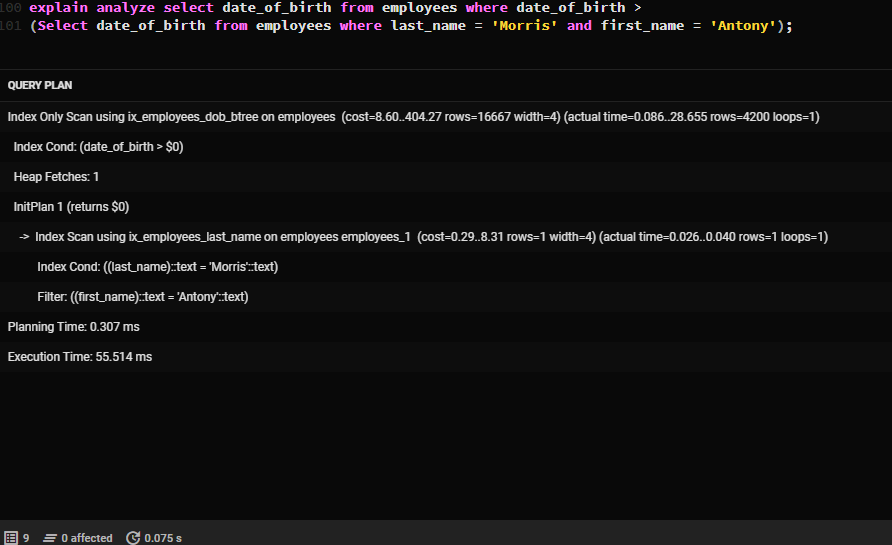 100 explain analyze select date_of_birth from employees where date_of_birth >
101 (Select date_of_birth from employees where last_name = 'Morris' and first_name = 'Antony');
QUERY PLAN
Index Only Scan using ix_employees_dob_btree on employees (cost=8.60..404.27 rows=16667 width=4) (actual time=0.086..28.655 rows=4200 loops=1)
Index Cond: (date_of_birth > $0)
Heap Fetches: 1
InitPlan 1 (returns $0)
-> Index Scan using ix_employees_last_name on employees employees_1 (cost=0.29..8.31 rows=1 width=4) (actual time=0.026..0.040 rows=1 loops=1)
Index Cond: ((last_name)::text = 'Morris'::text)
Filter: ((first_name)::text = 'Antony'::text)
Planning Time: 0.307 ms
Execution Time: 55.514 ms
9 0 affected 0.075 s